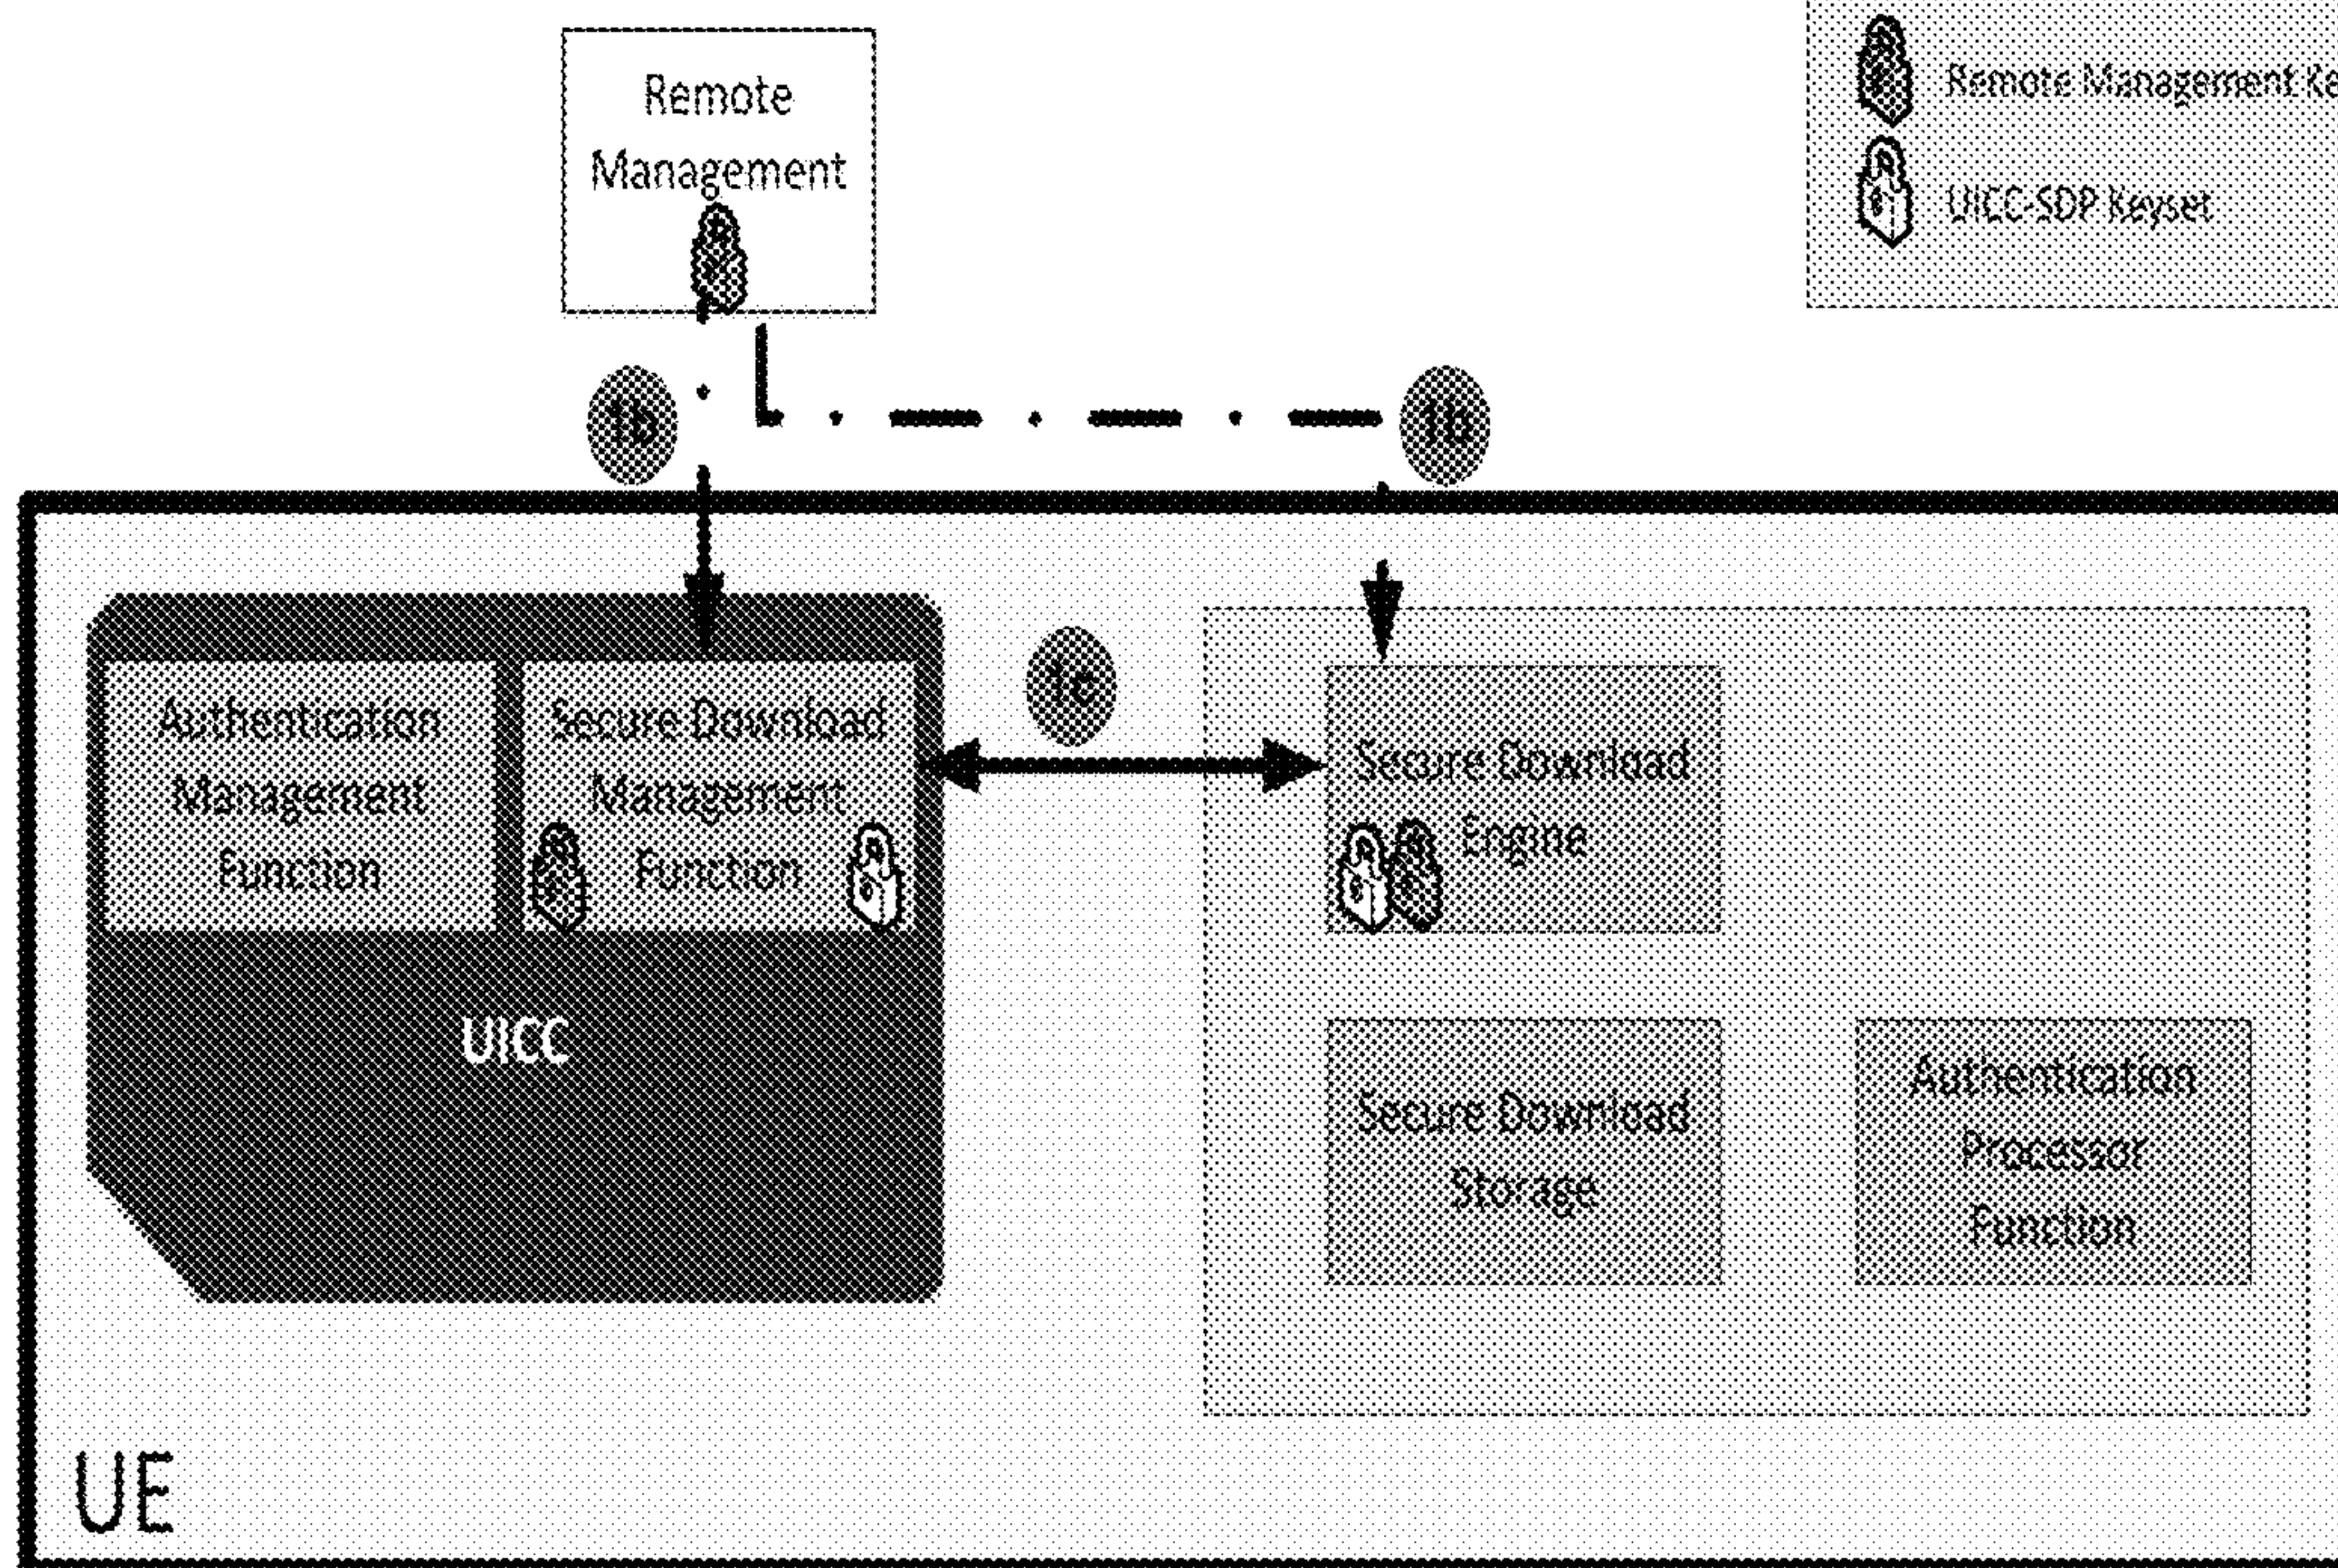 Remote
Management
Remote Management Ke
UICC-SDP Keyset
1b
1b
1c
Authentication
Management
Function
Secure Download
Management
Function
Secure Download
Engine
UICC
Secure Download
Storage
Authentication
Processor
Function
UE